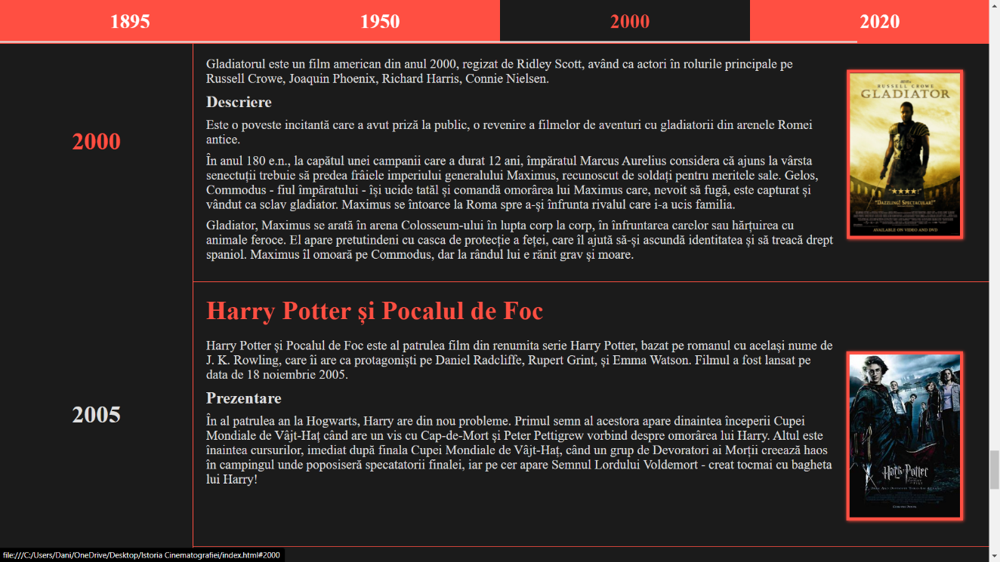 1895
1950
2000
2020
2000
Gladiatorul este un film american din anul 2000, regizat de Ridley Scott, având ca actori în rolurile principale pe
Russell Crowe, Joaquin Phoenix, Richard Harris, Connie Nielsen.
Descriere
Este o poveste incitantă care a avut priză la public, o revenire a filmelor de aventuri cu gladiatorii din arenele Romei
antice.
În anul 180 e.n., la capătul unei campanii care a durat 12 ani, împăratul Marcus Aurelius considera că ajuns la vârsta
senectuții trebuie să predea frâiele imperiului generalului Maximus, recunoscut de soldați pentru meritele sale. Gelos,
Commodus - fiul împăratului - își ucide tatăl și comandă omorârea lui Maximus care, nevoit să fugă, este capturat și
vândut ca sclav gladiator. Maximus se întoarce la Roma spre a-și înfrunta rivalul care i-a ucis familia.
Gladiator, Maximus se arată în arena Colosseum-ului în lupta corp la corp, în înfruntarea carelor sau hărțuirea cu
animale feroce. El apare pretutindeni cu casca de protecție a feței, care îl ajută să-și ascundă identitatea și să treacă drept
spaniol. Maximus îl omoară pe Commodus, dar la rândul lui e rănit grav și moare.
RUSSELL CROWE
GLADIATOR
"DAZZLING! SPECTACULAR!"
AVAILABLE ON VIDEO AND DVD
2005
Harry Potter și Pocalul de Foc
Harry Potter și Pocalul de Foc este al patrulea film din renumita serie Harry Potter, bazat pe romanul cu același nume de
J. K. Rowling, care îi are ca protagoniști pe Daniel Radcliffe, Rupert Grint, și Emma Watson. Filmul a fost lansat pe
data de 18 noiembrie 2005.
Prezentare
În al patrulea an la Hogwarts, Harry are din nou probleme. Primul semn al acestora apare dinaintea începerii Cupei
Mondiale de Vâjt-Haț când are un vis cu Cap-de-Mort și Peter Pettigrew vorbind despre omorârea lui Harry. Altul este
înaintea cursurilor, imediat după finala Cupei Mondiale de Vâjt-Haț, când un grup de Devoratori ai Morții creează haos
în campingul unde poposiseră specatatorii finalei, iar pe cer apare Semnul Lordului Voldemort - creat tocmai cu bagheta
lui Harry!
Harry Potter
file:///C:/Users/Dani/OneDrive/Desktop/Istoria Cinematografiei/index.html#2000